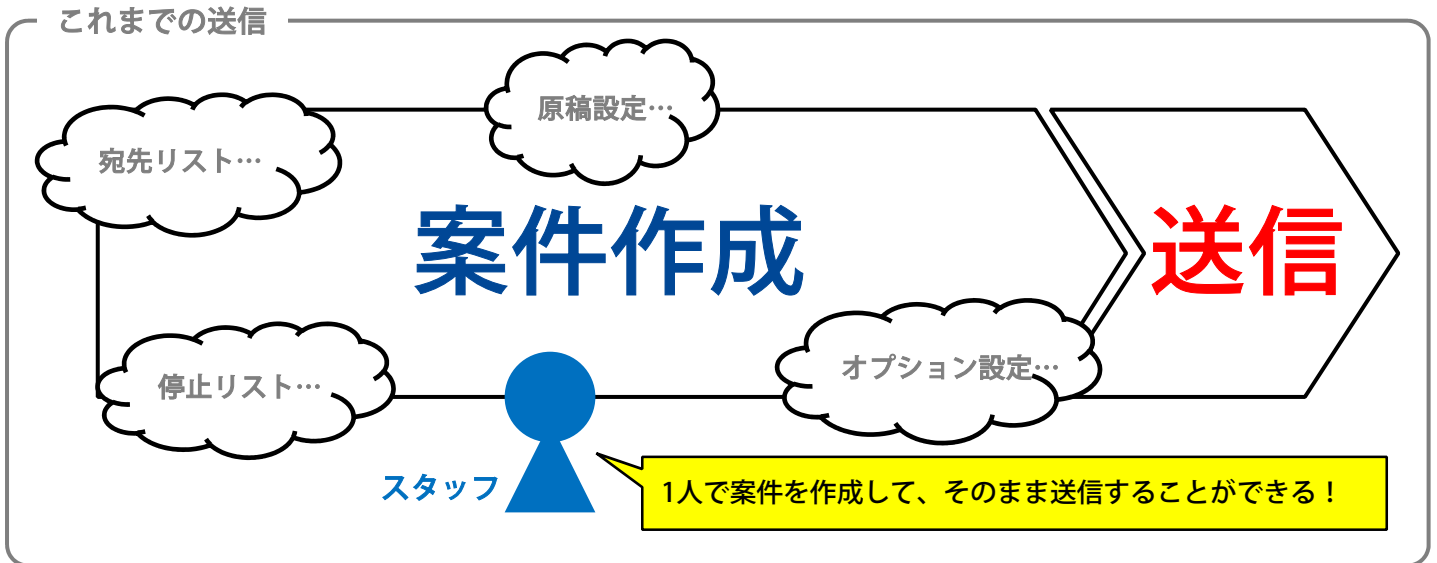 これまでの送信
原稿設定…
宛先リスト…
案件作成
送信
オプション設定…
停止リスト…
スタッフ
1人で案件を作成して、そのまま送信することができる！